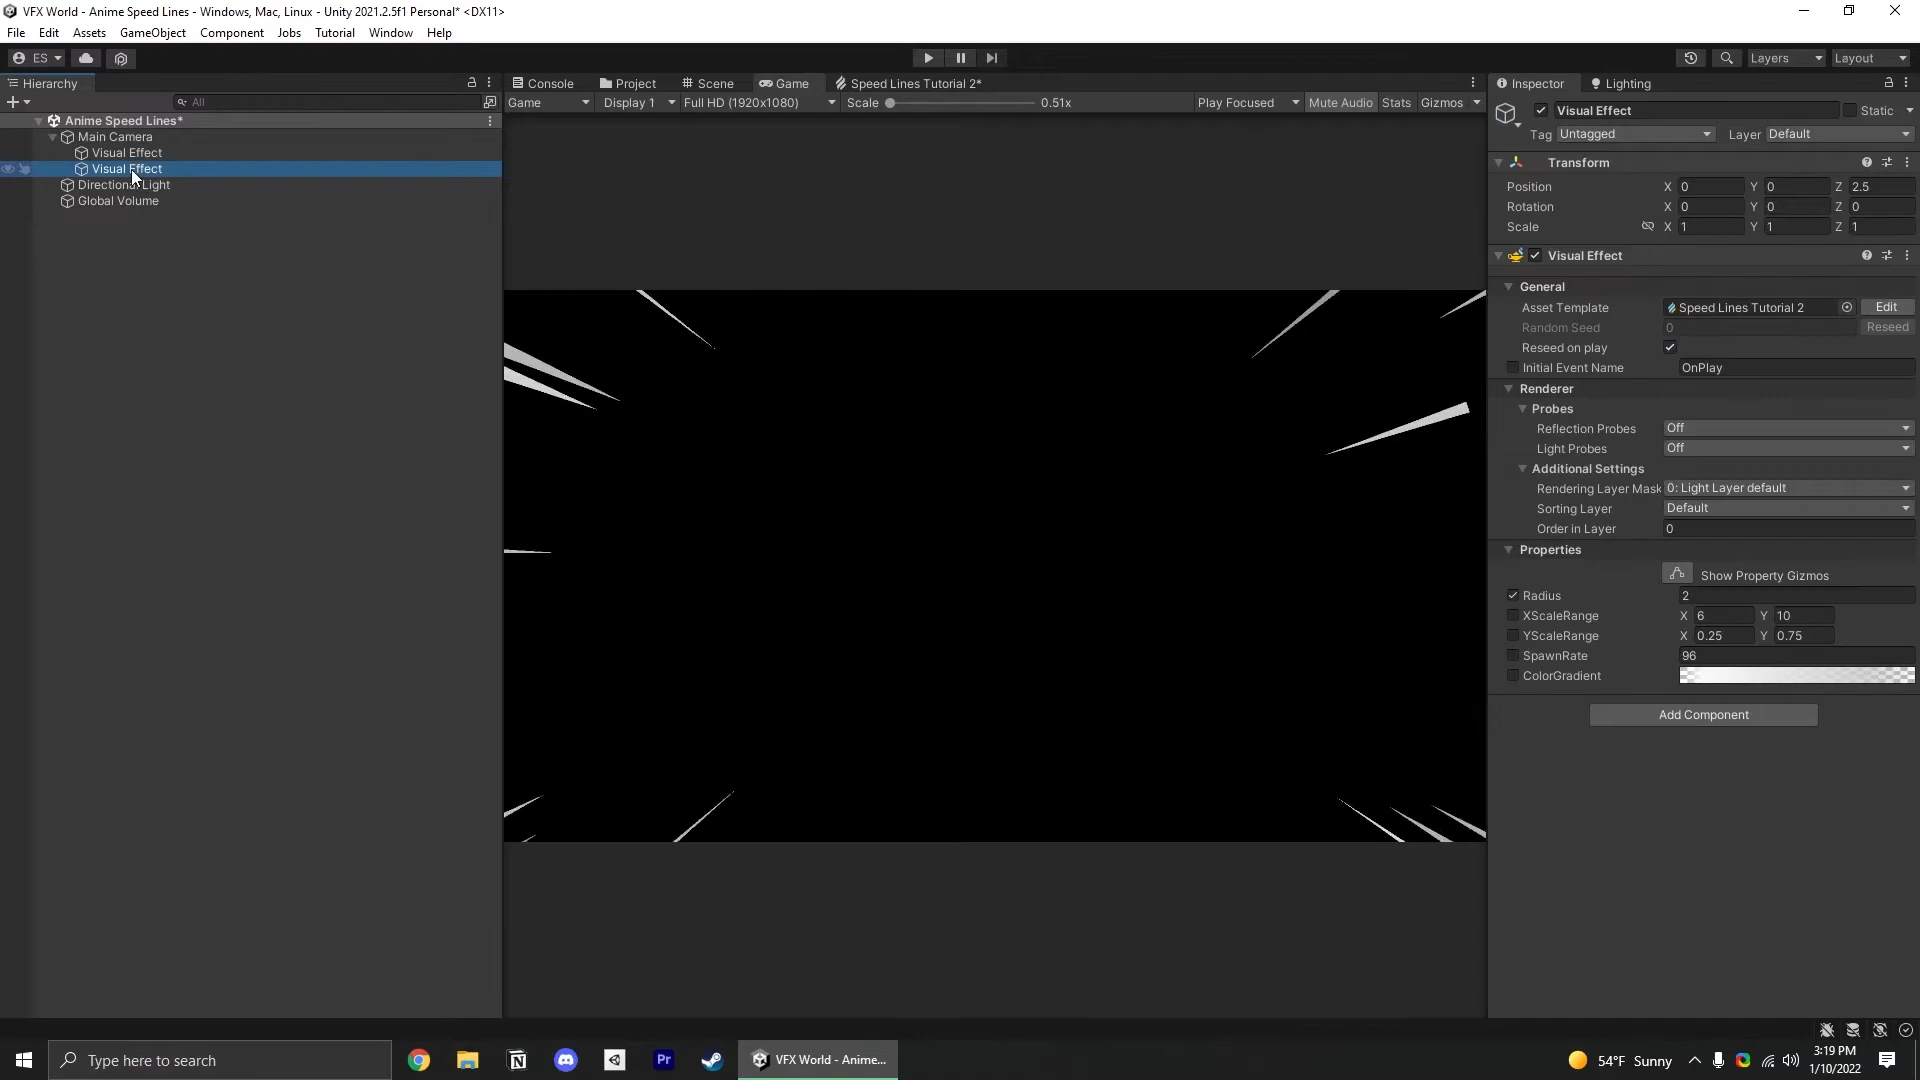 VFX World - Anime Speed Lines - Windows, Mac, Linux - Unity 2021.2.5f1 Personal* <DX11>
File Edit Assets GameObject Component Jobs Tutorial Window Help
ES Layers Layout
Hierarchy Console Project Scene Game Speed Lines Tutorial 2* Inspector Lighting
All Game Display 1 Full HD (1920x1080) Scale 0.51x Play Focused Mute Audio Stats Gizmos
Visual Effect Static
Anime Speed Lines*
Main Camera
Visual Effect
Visual Effect
Directional Light
Global Volume
Tag Untagged Layer Default
Transform
Position X 0 Y 0 Z 2.5
Rotation X 0 Y 0 Z 0
Scale X 1 Y 1 Z 1
Visual Effect
General
Asset Template Speed Lines Tutorial 2 Edit
Random Seed 0 Reseed
Reseed on play
Initial Event Name OnPlay
Renderer
Probes
Reflection Probes Off
Light Probes Off
Additional Settings
Rendering Layer Mask 0: Light Layer default
Sorting Layer Default
Order in Layer 0
Properties
Show Property Gizmos
Radius 2
XScaleRange X 6 Y 10
YScaleRange X 0.25 Y 0.75
SpawnRate 96
ColorGradient
Add Component
Type here to search
Pr
VFX World - Anime...
54°F Sunny
3:19 PM
1/10/2022